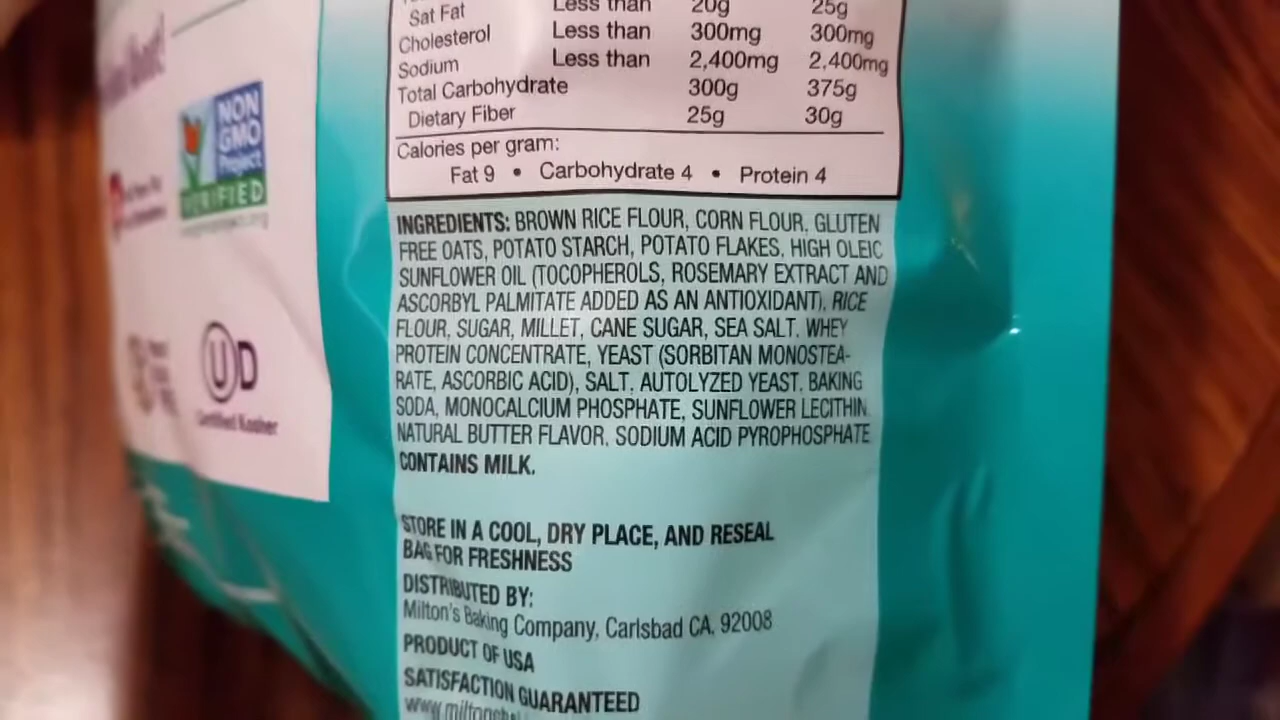 Sat Fat Less than 20g 25g
Cholesterol Less than 300mg 300mg
Sodium Less than 2,400mg 2,400mg
Total Carbohydrate 300g 375g
Dietary Fiber 25g 30g
Calories per gram:
Fat 9 • Carbohydrate 4 • Protein 4
INGREDIENTS: BROWN RICE FLOUR, CORN FLOUR, GLUTEN
FREE OATS, POTATO STARCH, POTATO FLAKES, HIGH OLEIC
SUNFLOWER OIL (TOCOPHEROLS, ROSEMARY EXTRACT AND
ASCORBYL PALMITATE ADDED AS AN ANTIOXIDANT), RICE
FLOUR, SUGAR, MILLET, CANE SUGAR, SEA SALT, WHEY
PROTEIN CONCENTRATE, YEAST (SORBITAN MONOSTEA-
RATE, ASCORBIC ACID), SALT, AUTOLYZED YEAST, BAKING
SODA, MONOCALCIUM PHOSPHATE, SUNFLOWER LECITHIN,
NATURAL BUTTER FLAVOR, SODIUM ACID PYROPHOSPHATE
CONTAINS MILK.
STORE IN A COOL, DRY PLACE, AND RESEAL
BAG FOR FRESHNESS
DISTRIBUTED BY:
Milton's Baking Company, Carlsbad CA, 92008
PRODUCT OF USA
SATISFACTION GUARANTEED
NON
GMO
Project
VERIFIED
U D
Certified Kosher